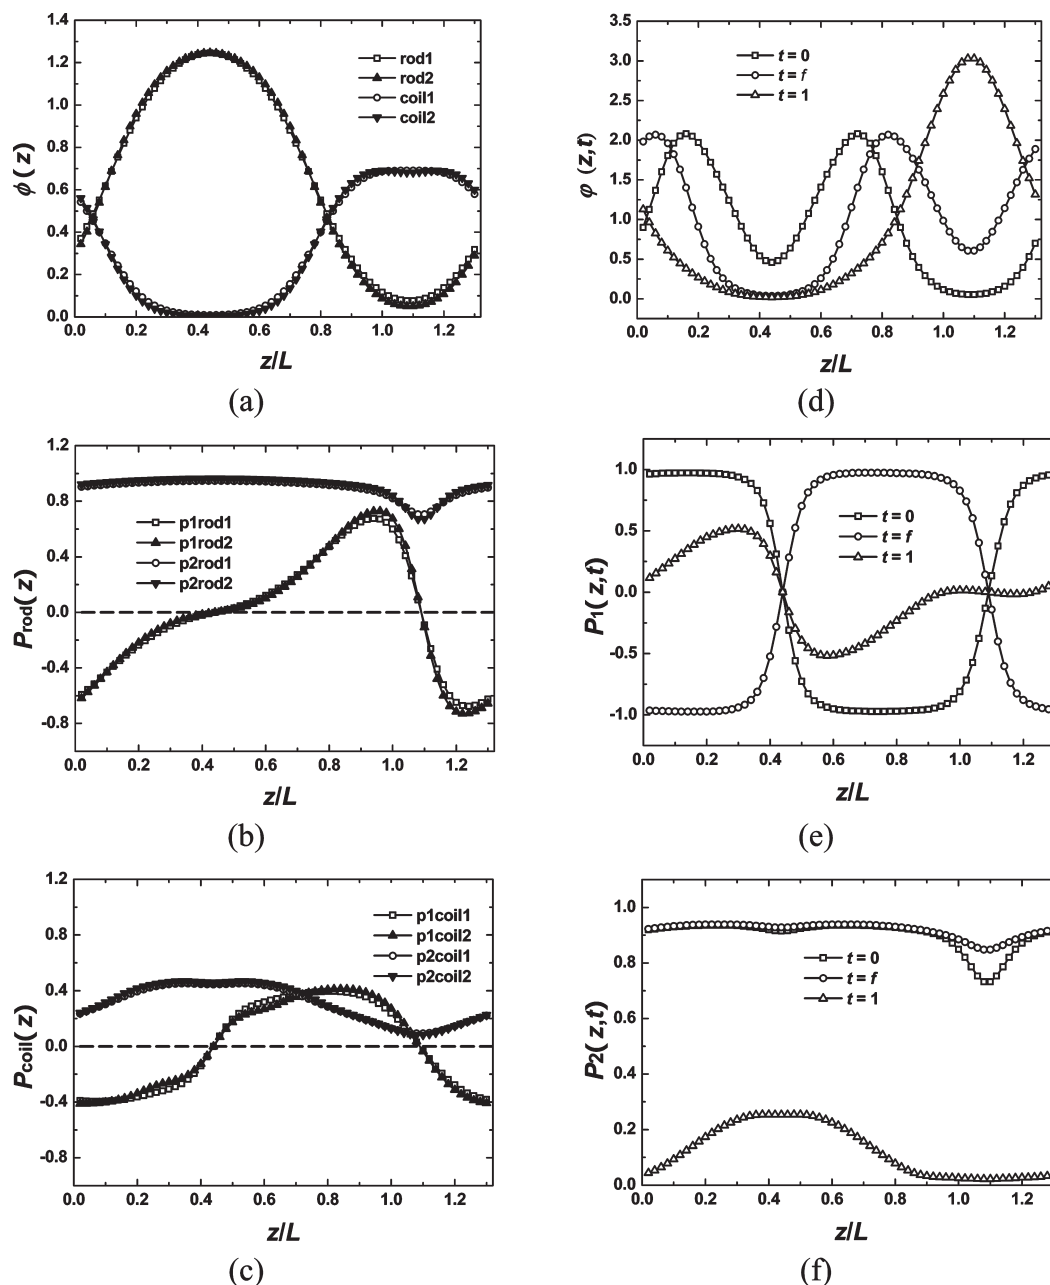 1.4
1.2
1.0
0.8
0.6
0.4
0.2
0.0
ϕ(z)
rod1
rod2
coil1
coil2
0.0 0.2 0.4 0.6 0.8 1.0 1.2
z/L
(a)
3.5
3.0
2.5
2.0
1.5
1.0
0.5
0.0
φ(z,t)
t = 0
t = f
t = 1
0.0 0.2 0.4 0.6 0.8 1.0 1.2
z/L
(d)
1.2
0.8
0.4
0.0
-0.4
-0.8
Prod(z)
p1rod1
p1rod2
p2rod1
p2rod2
0.0 0.2 0.4 0.6 0.8 1.0 1.2
z/L
(b)
1.0
0.5
0.0
-0.5
-1.0
P1(z,t)
t = 0
t = f
t = 1
0.0 0.2 0.4 0.6 0.8 1.0 1.2
z/L
(e)
1.2
0.8
0.4
0.0
-0.4
-0.8
Pcoil(z)
p1coil1
p1coil2
p2coil1
p2coil2
0.0 0.2 0.4 0.6 0.8 1.0 1.2
z/L
(c)
1.0
0.8
0.6
0.4
0.2
0.0
P2(z,t)
t = 0
t = f
t = 1
0.0 0.2 0.4 0.6 0.8 1.0 1.2
z/L
(f)